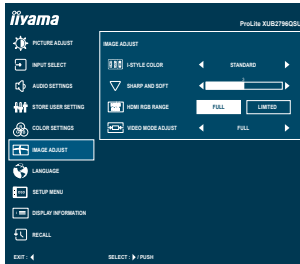 iiyama
ProLite XUB2796QSU
PICTURE ADJUST
INPUT SELECT
AUDIO SETTINGS
STORE USER SETTING
COLOR SETTINGS
IMAGE ADJUST
LANGUAGE
SETUP MENU
DISPLAY INFORMATION
RECALL
IMAGE ADJUST
I-STYLE COLOR STANDARD
SHARP AND SOFT
HDMI RGB RANGE FULL LIMITED
VIDEO MODE ADJUST FULL
EXIT : SELECT : / PUSH